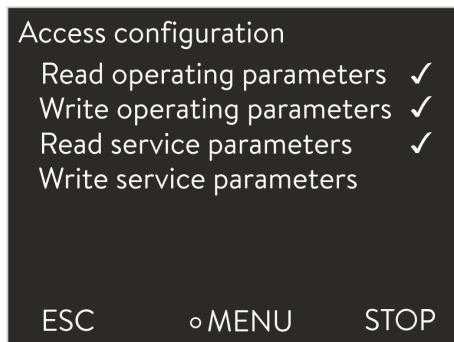 Access configuration
Read operating parameters ✓
Write operating parameters ✓
Read service parameters ✓
Write service parameters
ESC ○ MENU STOP